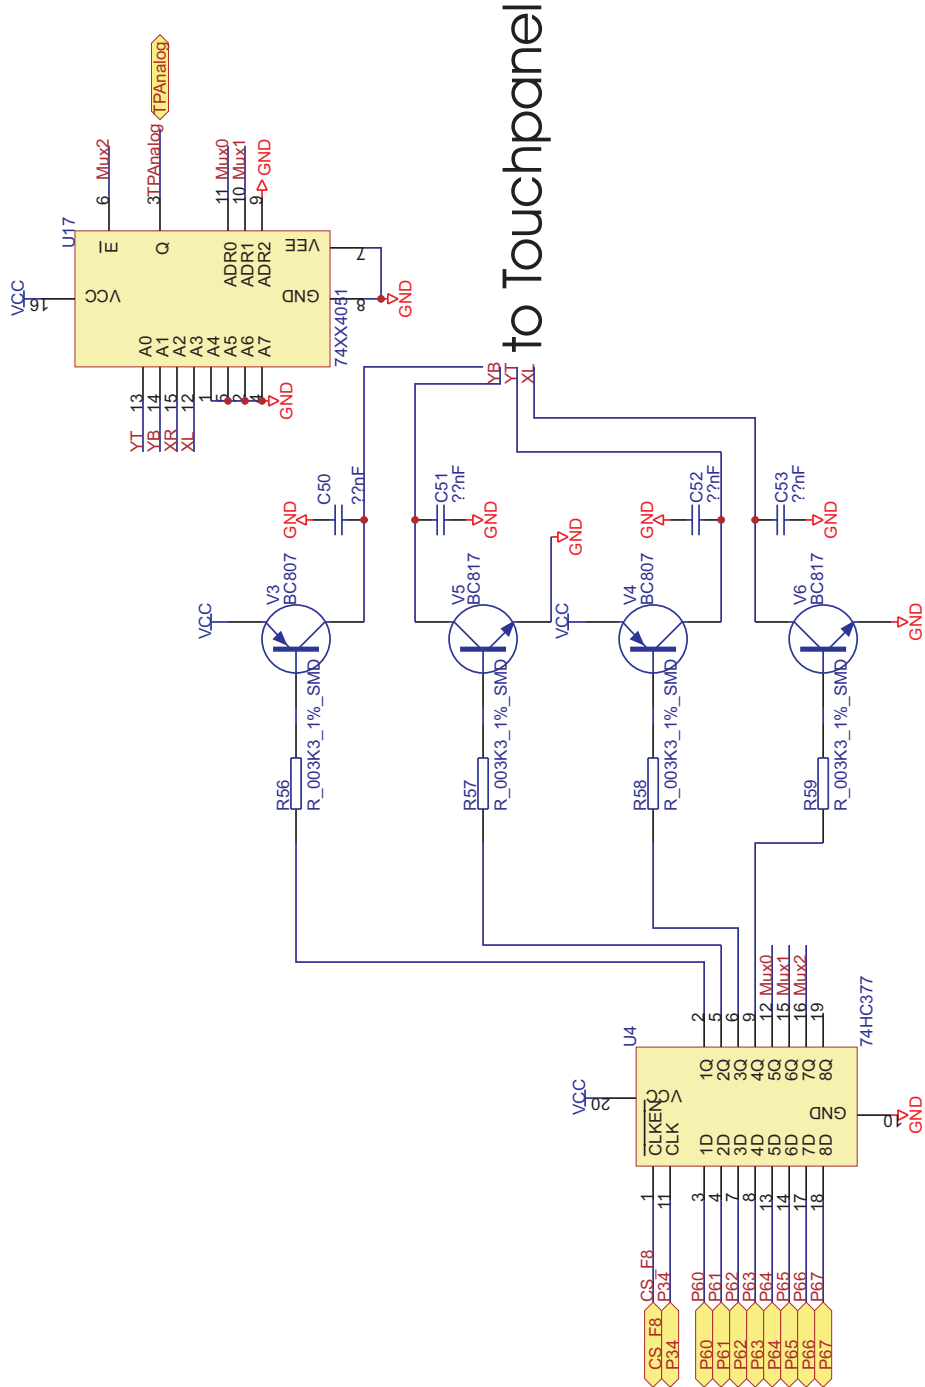 TPAnalog
TPAnalog
Mux2
Mux0
Mux1
GND
6
3
11
10
9
U17
VCC
16
E
Q
ADR0
ADR1
ADR2
VEE
VCC
GND
7
8
GND
74XX4051
A0
A1
A2
A3
A4
A5
A6
A7
13
14
15
12
1
5
2
4
GND
YT
YB
XR
XL
to Touchpanel
YB
YT
XL
GND
C50
??nF
C51
??nF
GND
GND
C52
??nF
C53
??nF
GND
GND
VCC
V3
BC807
V5
BC817
VCC
V4
BC807
V6
BC817
GND
R56
R_003K3_1%_SMD
R57
R_003K3_1%_SMD
R58
R_003K3_1%_SMD
R59
R_003K3_1%_SMD
Mux0
Mux1
Mux2
2
5
6
9
12
15
16
19
U4
74HC377
VCC
20
CLKEN
CLK
VCC
1Q
2Q
3Q
4Q
5Q
6Q
7Q
8Q
GND
10
GND
1D
2D
3D
4D
5D
6D
7D
8D
1
11
3
4
7
8
13
14
17
18
CS_F8
P34
P60
P61
P62
P63
P64
P65
P66
P67
CS_F8
P34
P60
P61
P62
P63
P64
P65
P66
P67